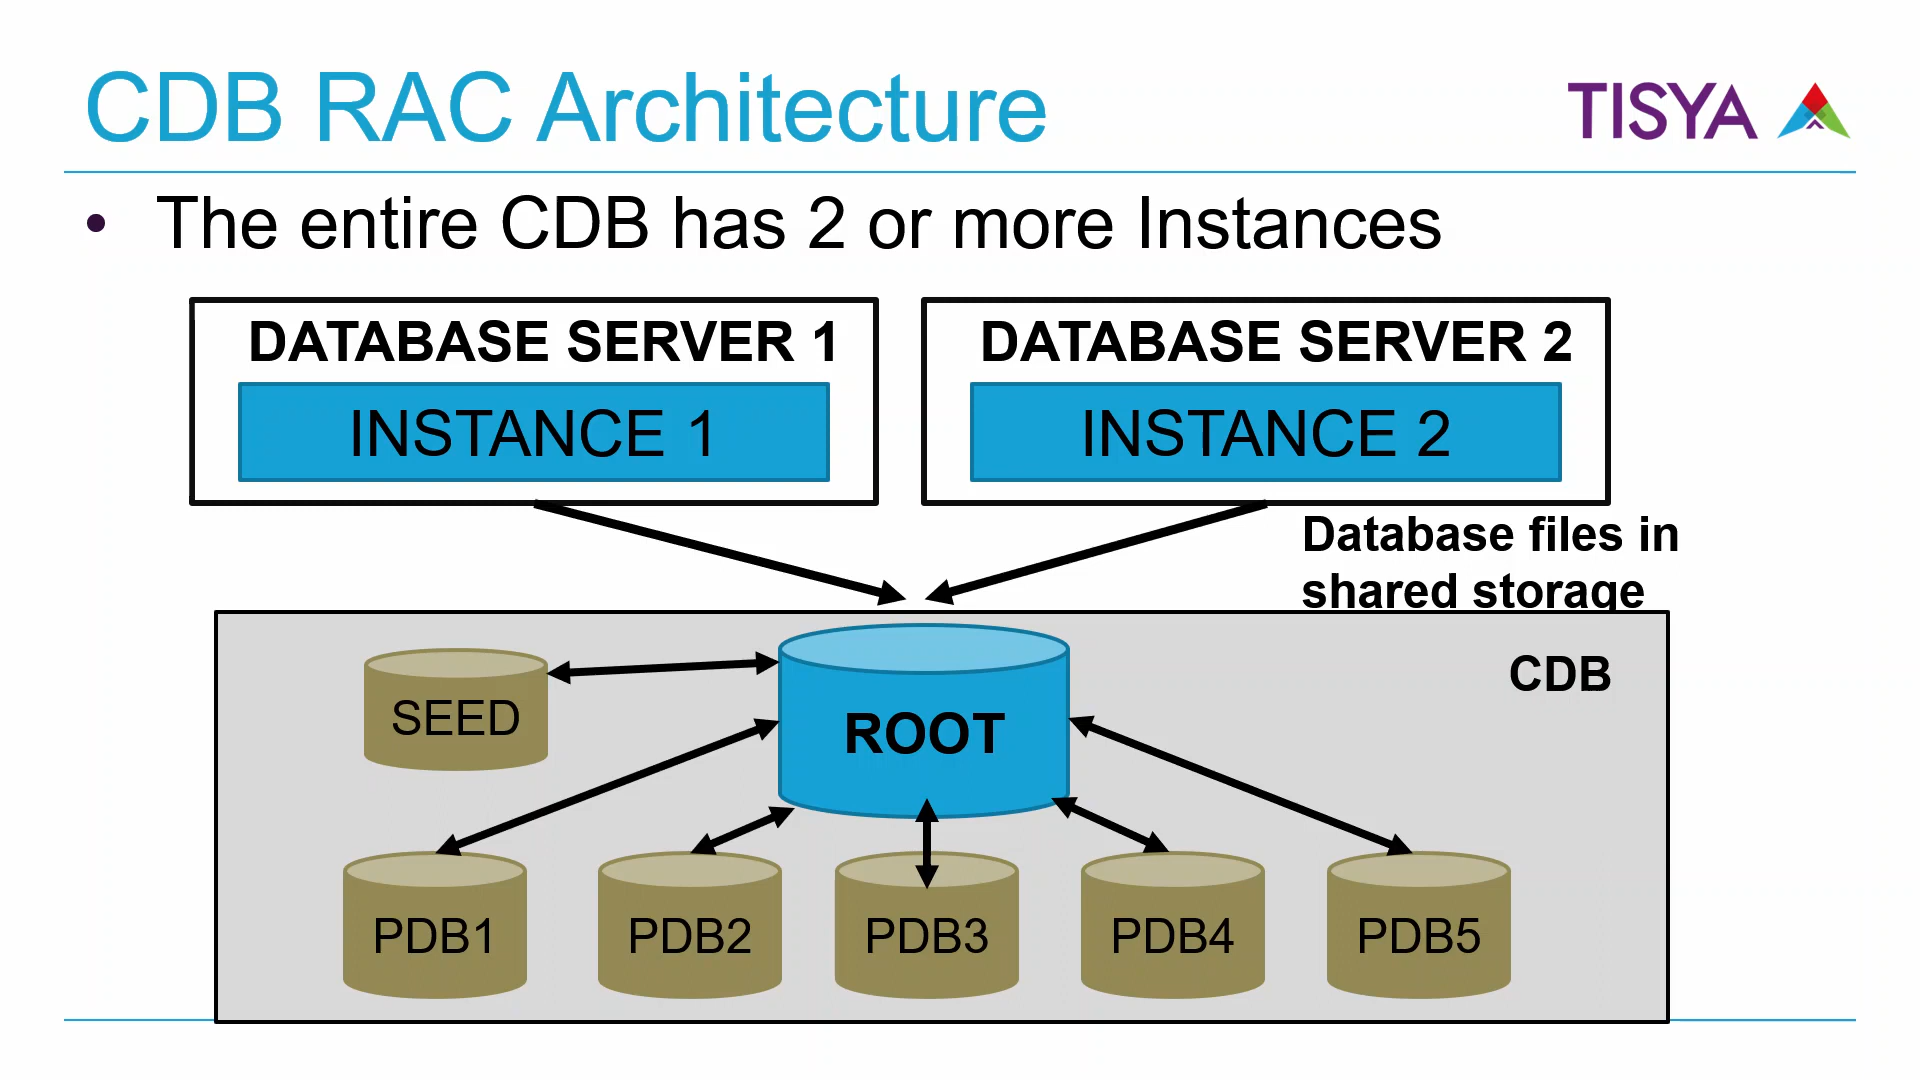 CDB RAC Architecture
TISYA
• The entire CDB has 2 or more Instances
DATABASE SERVER 1
DATABASE SERVER 2
INSTANCE 1
INSTANCE 2
Database files in
shared storage
CDB
SEED
ROOT
PDB1
PDB2
PDB3
PDB4
PDB5